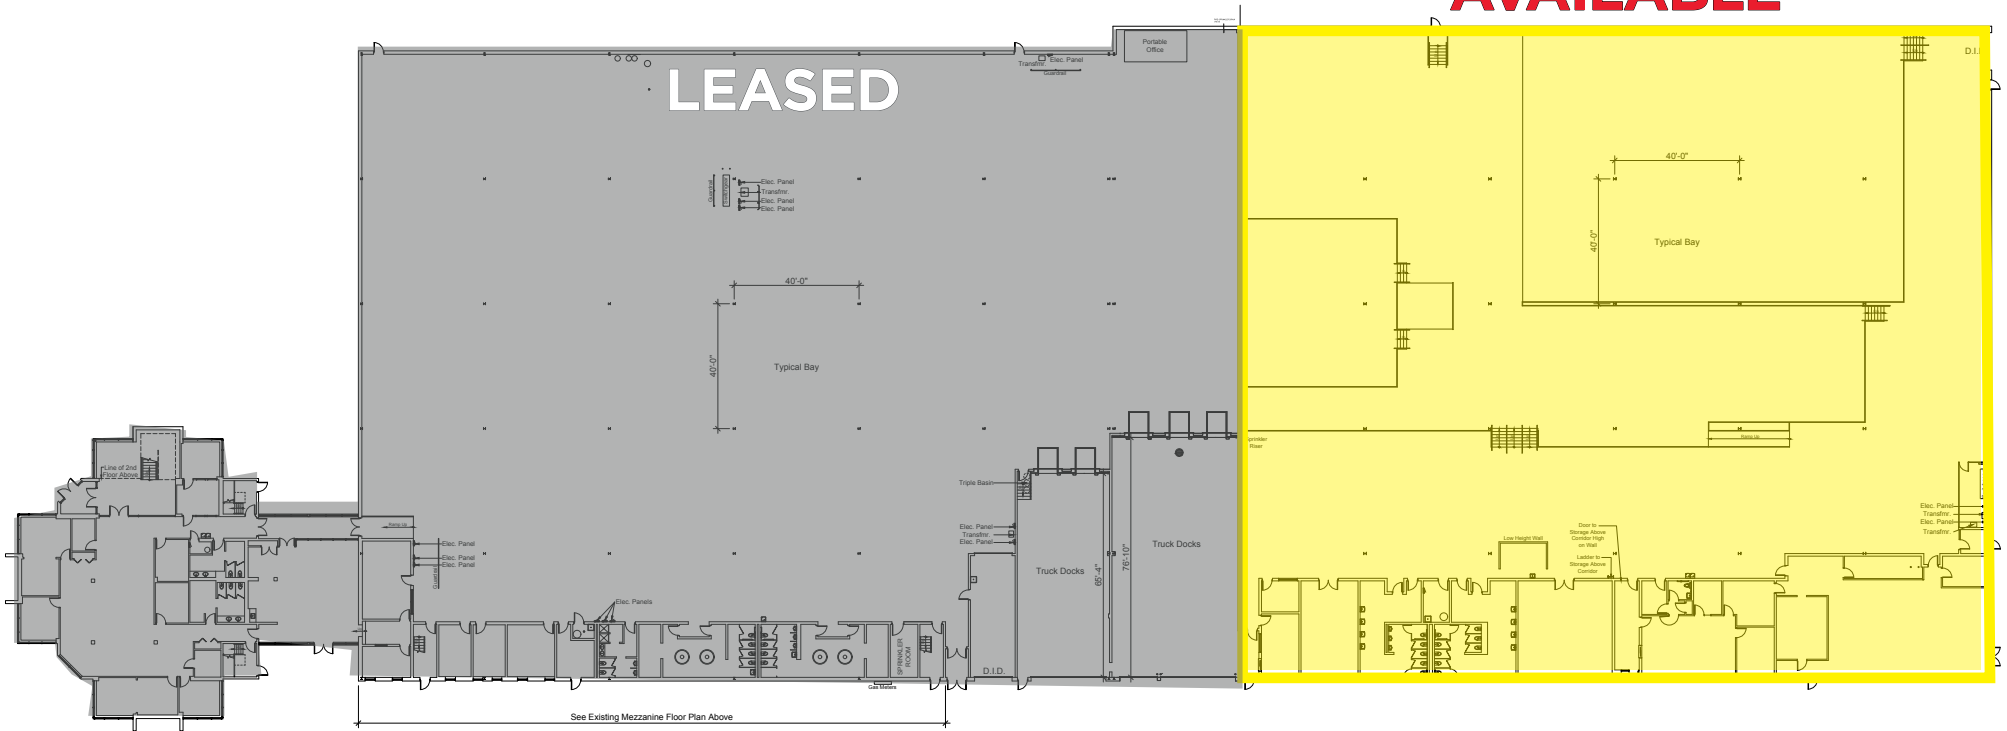 AVAILABLE
LEASED
Portable
Office
Transfmr.
Elec. Panel
Guardrail
D.I.D.
Elec. Panel
Transfmr.
Elec. Panel
Elec. Panel
Guardrail
40'-0"
40'-0"
Typical Bay
40'-0"
40'-0"
Typical Bay
Ramp Up
Sprinkler
Riser
Line of 2nd
Floor Above
Ramp Up
Elec. Panel
Elec. Panel
Elec. Panel
Guardrail
Triple Basin
Elec. Panel
Transfmr.
Elec. Panel
Truck Docks
65'-4"
76'-10"
Truck Docks
Low Height Wall
Door to
Storage Above
Corridor High
on Wall
Ladder to
Storage Above
Corridor
Elec. Panel
Transfmr.
Elec. Panel
Transfmr.
Elec. Panels
SPRINKLER
ROOM
D.I.D.
Gas Meters
See Existing Mezzanine Floor Plan Above